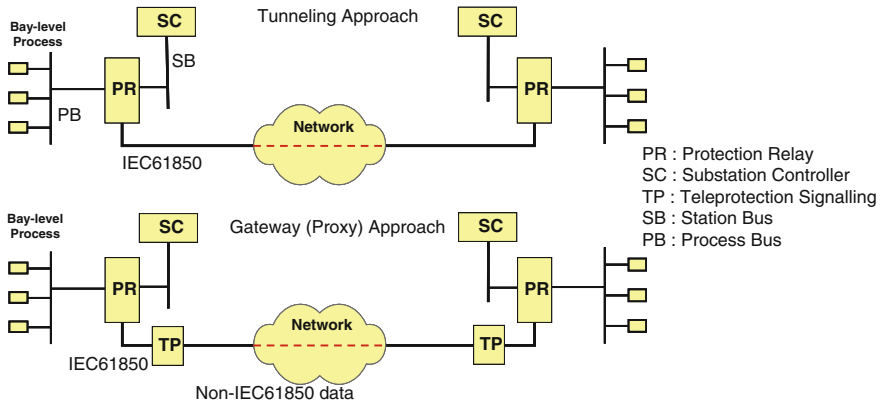 Tunneling Approach
Bay-level
Process
SC
SC
SB
PR
PR
PB
Network
IEC61850
PR : Protection Relay
SC : Substation Controller
TP : Teleprotection Signalling
SB : Station Bus
PB : Process Bus
Bay-level
Process
SC
Gateway (Proxy) Approach
SC
PR
PR
Network
TP
TP
IEC61850
Non-IEC61850 data